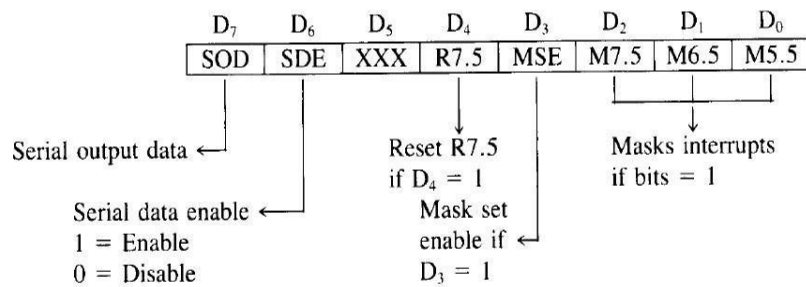 D₇ D₆ D₅ D₄ D₃ D₂ D₁ D₀
SOD SDE XXX R7.5 MSE M7.5 M6.5 M5.5
Serial output data
Reset R7.5
if D₄ = 1
Masks interrupts
if bits = 1
Serial data enable
1 = Enable
0 = Disable
Mask set
enable if
D₃ = 1